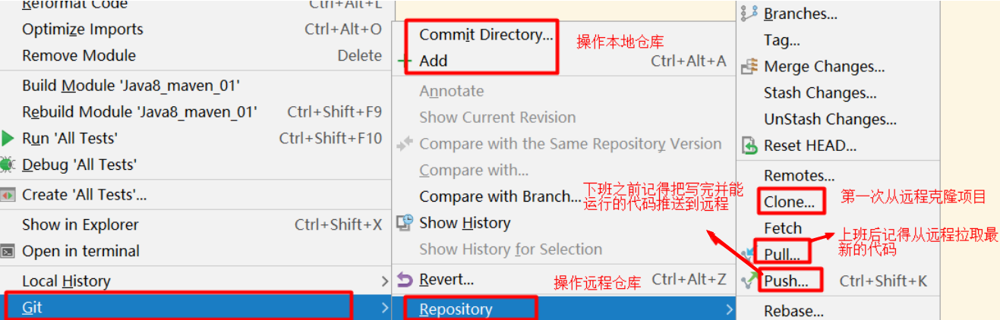 Reformat Code Ctrl+Alt+L
Optimize Imports Ctrl+Alt+O
Remove Module Delete
Build Module 'Java8_maven_01'
Rebuild Module 'Java8_maven_01' Ctrl+Shift+F9
Run 'All Tests' Ctrl+Shift+F10
Debug 'All Tests'
Create 'All Tests'...
Show in Explorer Ctrl+Shift+X
Open in terminal
Local History
Git
Commit Directory...
操作本地仓库
Add Ctrl+Alt+A
Annotate
Show Current Revision
Compare with the Same Repository Version
Compare with...
Compare with Branch...
下班之前记得把写完并能
运行的代码推送到远程
Show History
Show History for Selection
Revert... Ctrl+Alt+Z
操作远程仓库
Repository
Branches...
Tag...
Merge Changes...
Stash Changes...
UnStash Changes...
Reset HEAD...
Remotes...
Clone... 第一次从远程克隆项目
Fetch
Pull...
上班后记得从远程拉取最
新的代码
Push... Ctrl+Shift+K
Rebase...